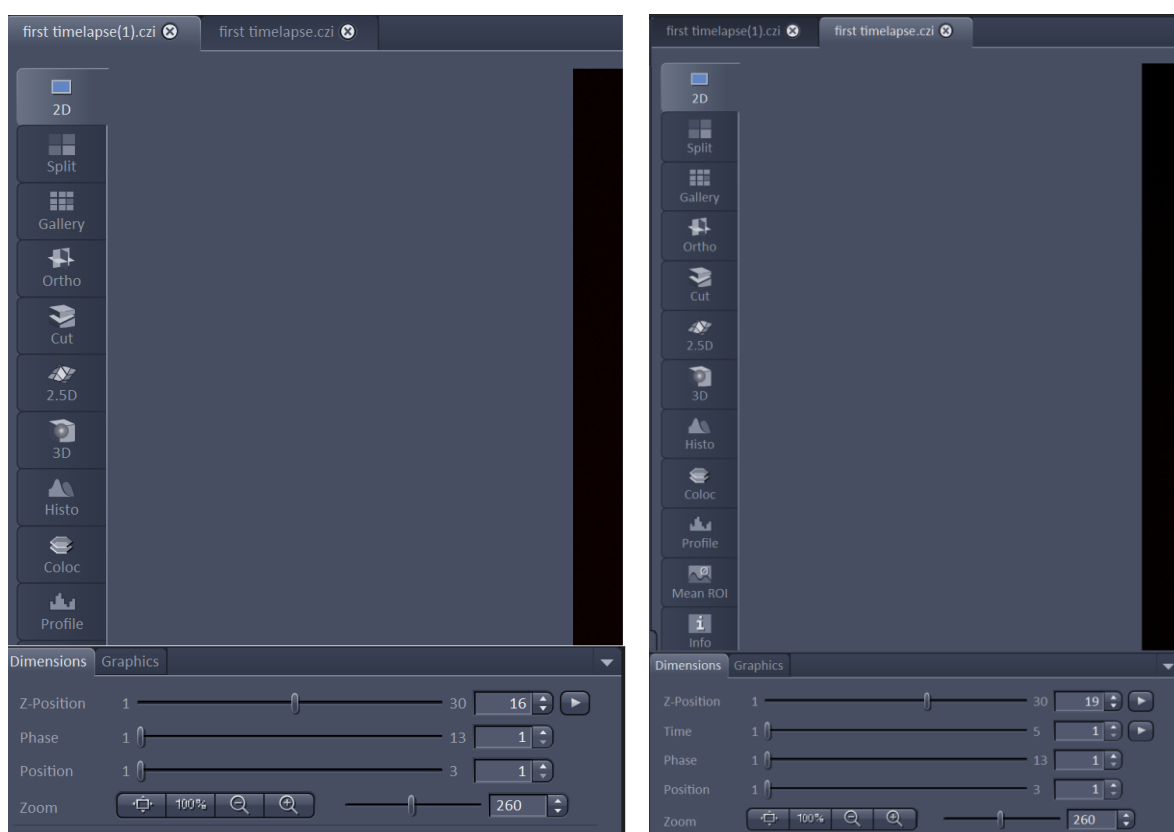 first timelapse(1).czi first timelapse.czi
2D
Split
Gallery
Ortho
Cut
2.5D
3D
Histo
Coloc
Profile
Dimensions Graphics
Z-Position 1 30 16
Phase 1 13 1
Position 1 3 1
Zoom 100% 260
first timelapse(1).czi first timelapse.czi
2D
Split
Gallery
Ortho
Cut
2.5D
3D
Histo
Coloc
Profile
Mean ROI
i
Info
Dimensions Graphics
Z-Position 1 30 19
Time 1 5 1
Phase 1 13 1
Position 1 3 1
Zoom 100% 260